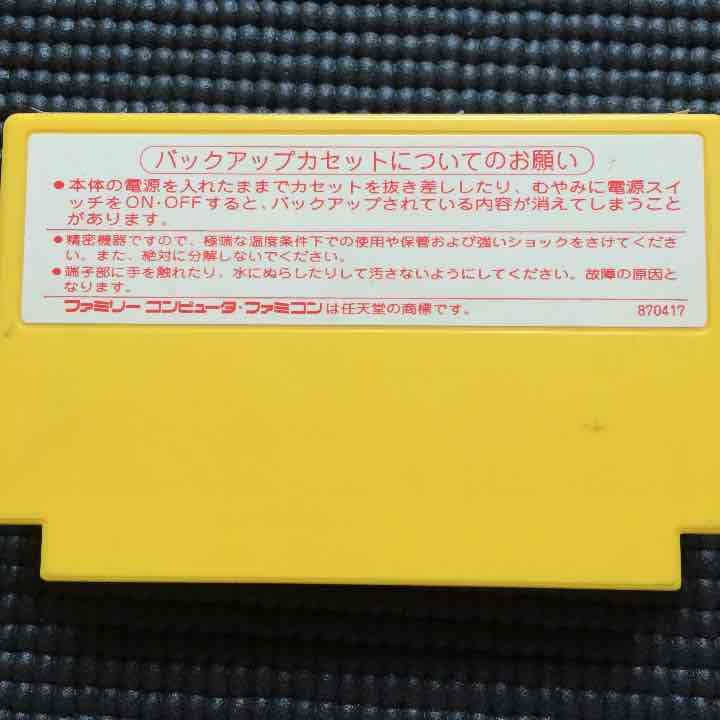 バックアップカセットについてのお願い
●本体の電源を入れたままでカセットを抜き差ししたり、むやみに電源スイ
ッチをON・OFFすると、バックアップされている内容が消えてしまうこと
があります。
●精密機器ですので、極端な温度条件下での使用や保管および強いショックをさけてくださ
い。また、絶対に分解しないでください。
●端子部に手を触れたり、水にぬらしたりして汚さないようにしてください。故障の原因と
なります。
ファミリーコンピュータ・ファミコンは任天堂の商標です。 870417